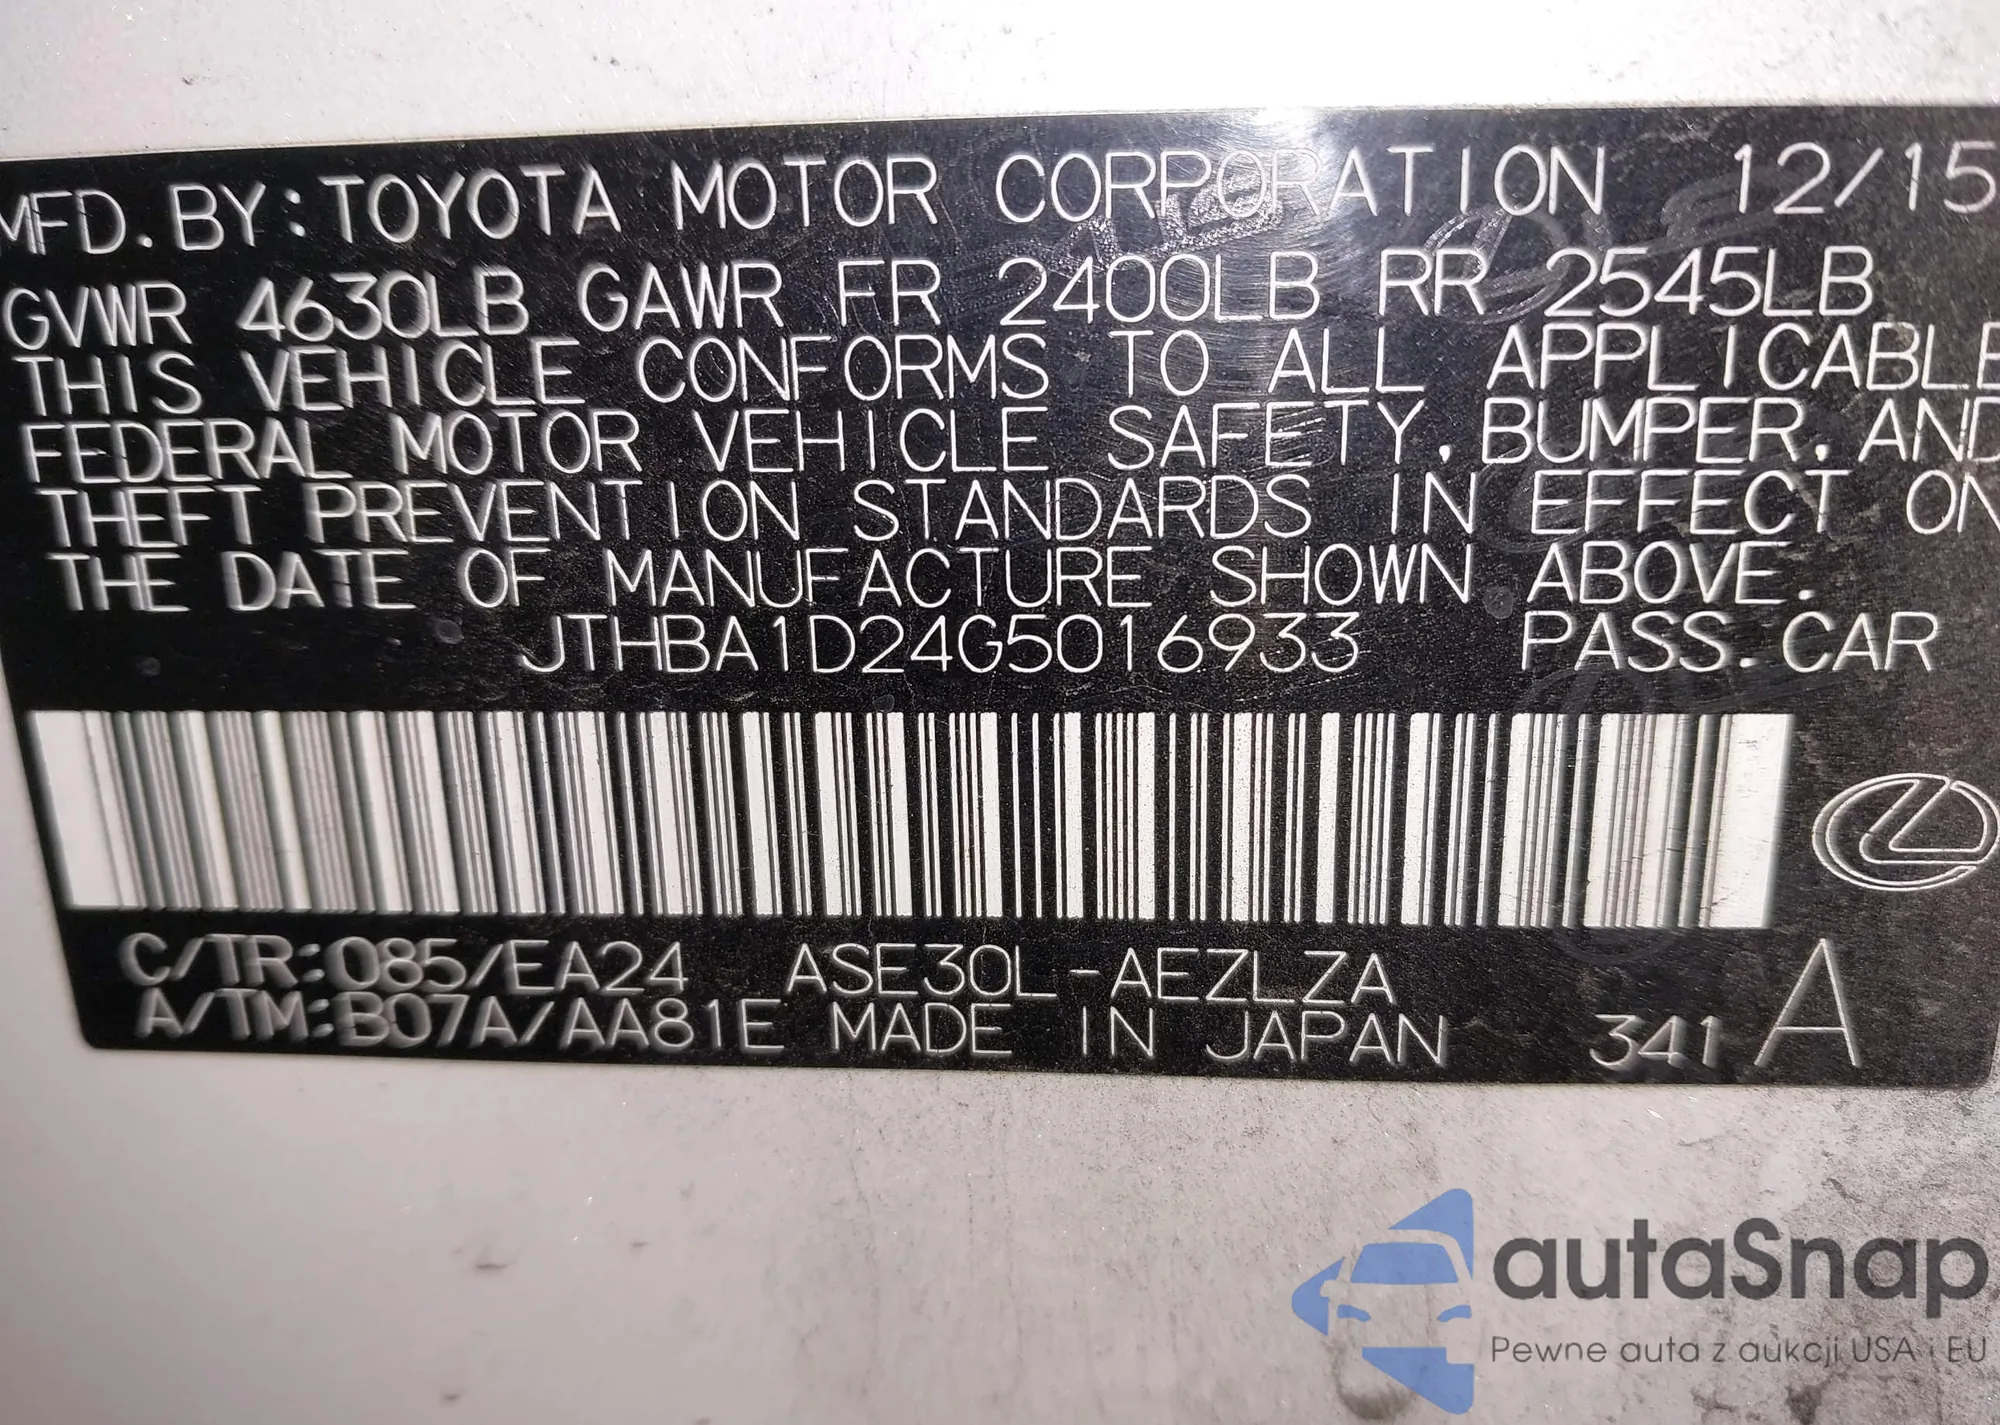 MFD. BY: TOYOTA MOTOR CORPORATION 12/15
GVWR 4630LB GAWR FR 2400LB RR 2545LB
THIS VEHICLE CONFORMS TO ALL APPLICABLE
FEDERAL MOTOR VEHICLE SAFETY, BUMPER, AND
THEFT PREVENTION STANDARDS IN EFFECT ON
THE DATE OF MANUFACTURE SHOWN ABOVE.
JTHBA1D24G5016933 PASS. CAR
C/TR:085/EA24 ASE30L-AEZLZA
A/TM:B07A/AA81E MADE IN JAPAN 341 A
autaSnap
Pewne auta z aukcji USA i EU